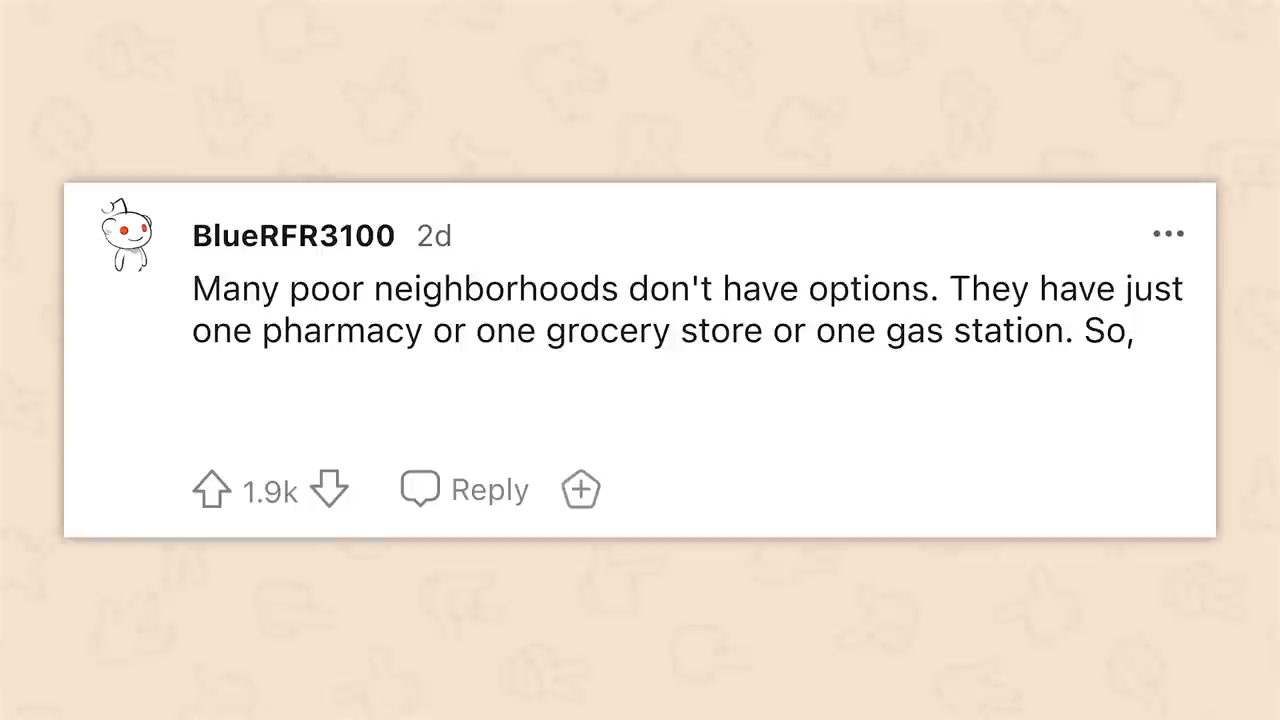 BlueRFR3100 2d
Many poor neighborhoods don't have options. They have just
one pharmacy or one grocery store or one gas station. So,
1.9k Reply